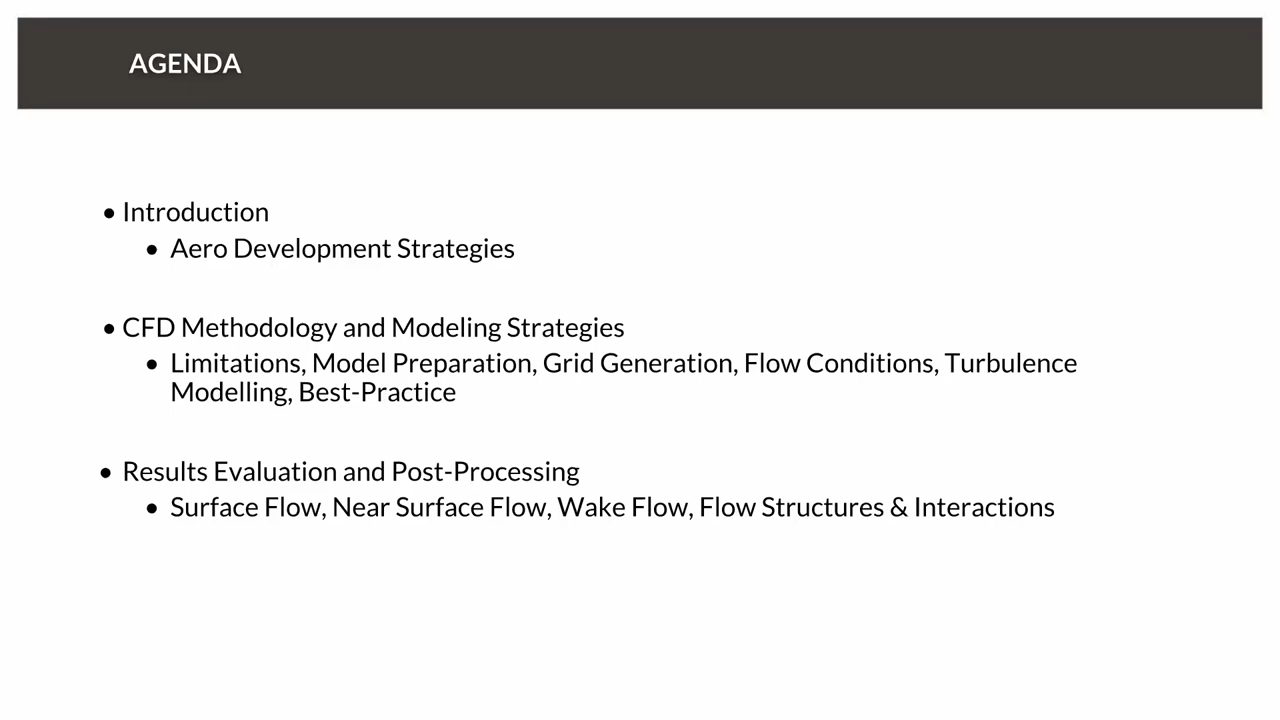 AGENDA
• Introduction
• Aero Development Strategies
• CFD Methodology and Modeling Strategies
• Limitations, Model Preparation, Grid Generation, Flow Conditions, Turbulence
Modelling, Best-Practice
• Results Evaluation and Post-Processing
• Surface Flow, Near Surface Flow, Wake Flow, Flow Structures & Interactions